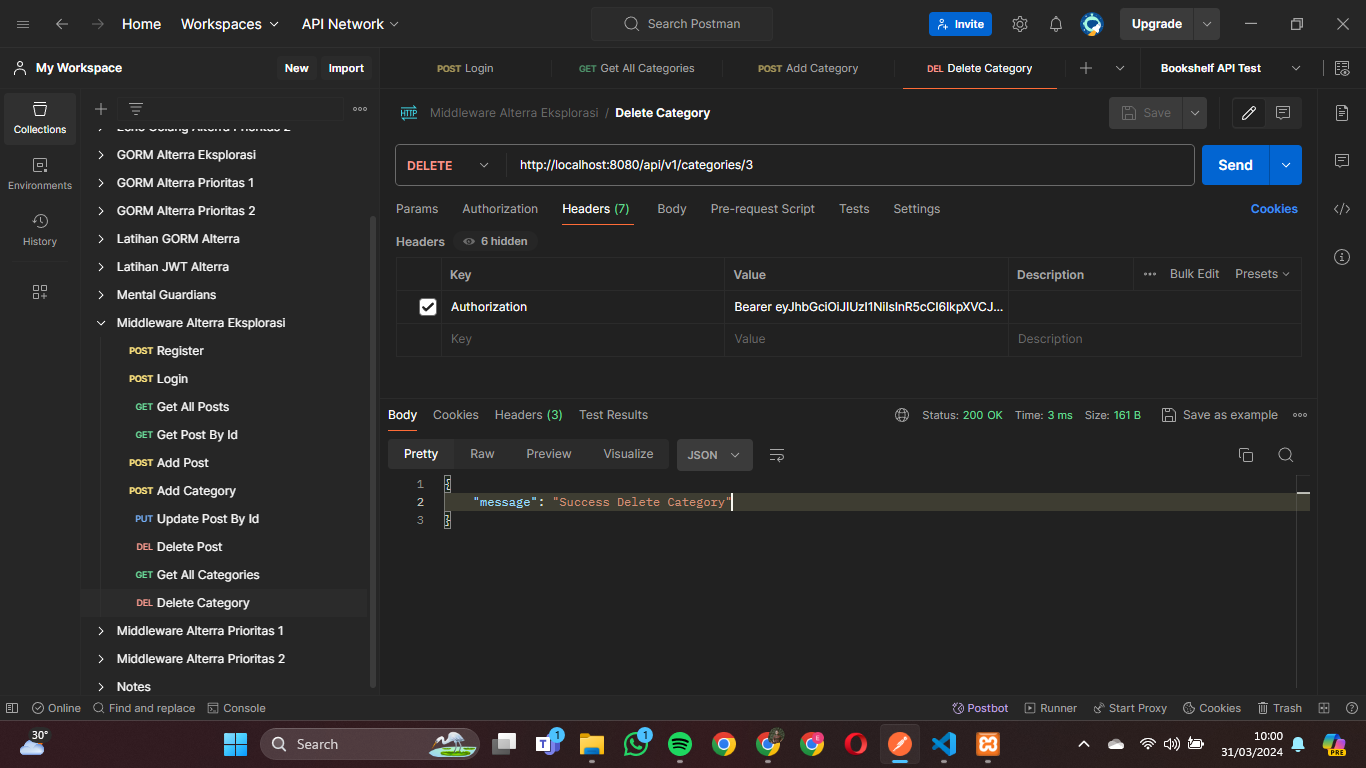 Home Workspaces API Network Search Postman Invite Upgrade
My Workspace New Import POST Login GET Get All Categories POST Add Category DEL Delete Category Bookshelf API Test
Collections
Environments
History
GORM Alterra Eksplorasi
GORM Alterra Prioritas 1
GORM Alterra Prioritas 2
Latihan GORM Alterra
Latihan JWT Alterra
Mental Guardians
Middleware Alterra Eksplorasi
POST Register
POST Login
GET Get All Posts
GET Get Post By Id
POST Add Post
POST Add Category
PUT Update Post By Id
DEL Delete Post
GET Get All Categories
DEL Delete Category
Middleware Alterra Prioritas 1
Middleware Alterra Prioritas 2
Notes
HTTP Middleware Alterra Eksplorasi / Delete Category Save
DELETE http://localhost:8080/api/v1/categories/3 Send
Params Authorization Headers (7) Body Pre-request Script Tests Settings Cookies
Headers 6 hidden
Key Value Description Bulk Edit Presets
Authorization Bearer eyJhbGciOiJIUzI1NiIsInR5cCI6IkpXVCJ...
Key Value Description
Body Cookies Headers (3) Test Results Status: 200 OK Time: 3 ms Size: 161 B Save as example
Pretty Raw Preview Visualize JSON
1 {
2 "message": "Success Delete Category"
3 }
Online Find and replace Console Postbot Runner Start Proxy Cookies Trash
30° Search 1 1 10:00
31/03/2024 PRE